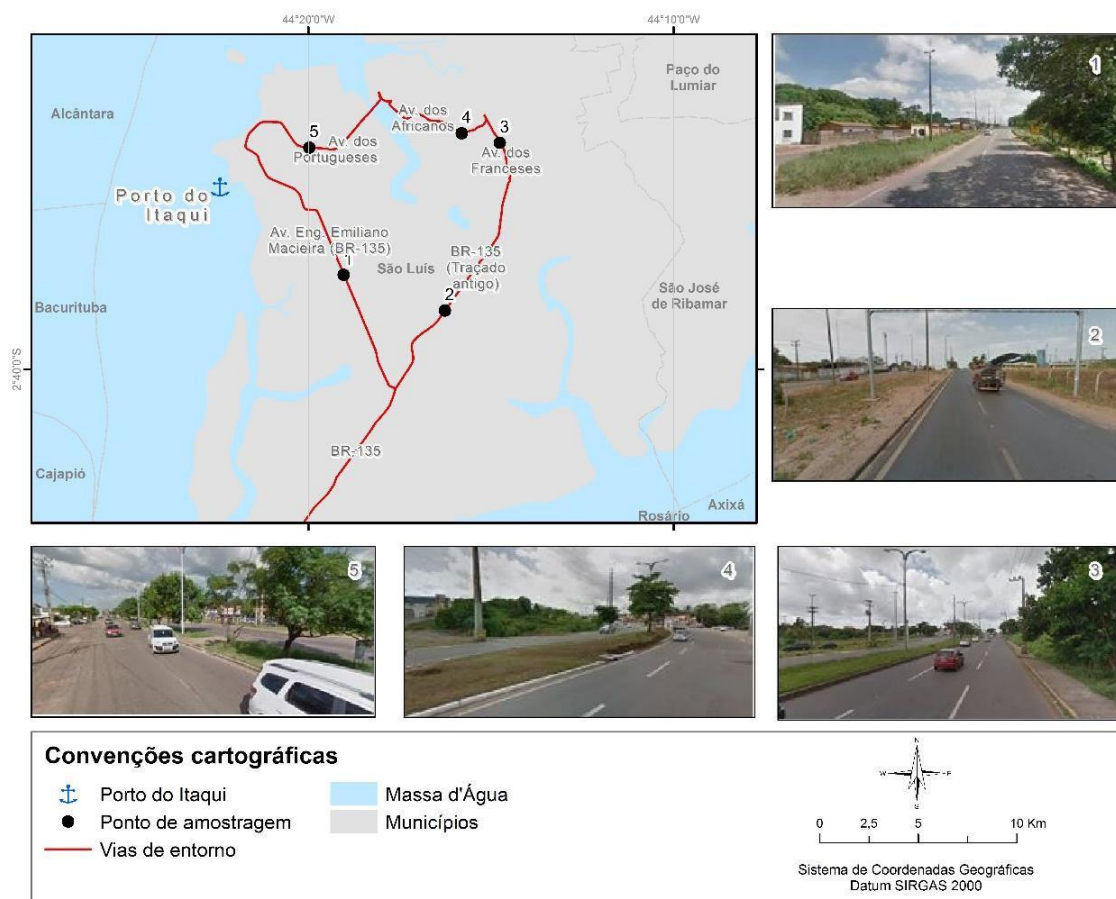 44°20'0"W
44°10'0"W
2°40'0"S
Alcântara
Paço do
Lumiar
5
Av. dos
Portugueses
Av. dos
Africanos
4
3
Av. dos
Franceses
Porto do
Itaqui
Av. Eng. Emiliano
Macieira (BR-135)
1
São Luís
BR-135
(Traçado
antigo)
2
São José
de Ribamar
Bacurituba
BR-135
Cajapió
Rosário
Axixá
1
2
5
4
3
Convenções cartográficas
Porto do Itaqui
Ponto de amostragem
Vias de entorno
Massa d'Água
Municípios
N
W
E
S
0 2,5 5 10 Km
Sistema de Coordenadas Geográficas
Datum SIRGAS 2000